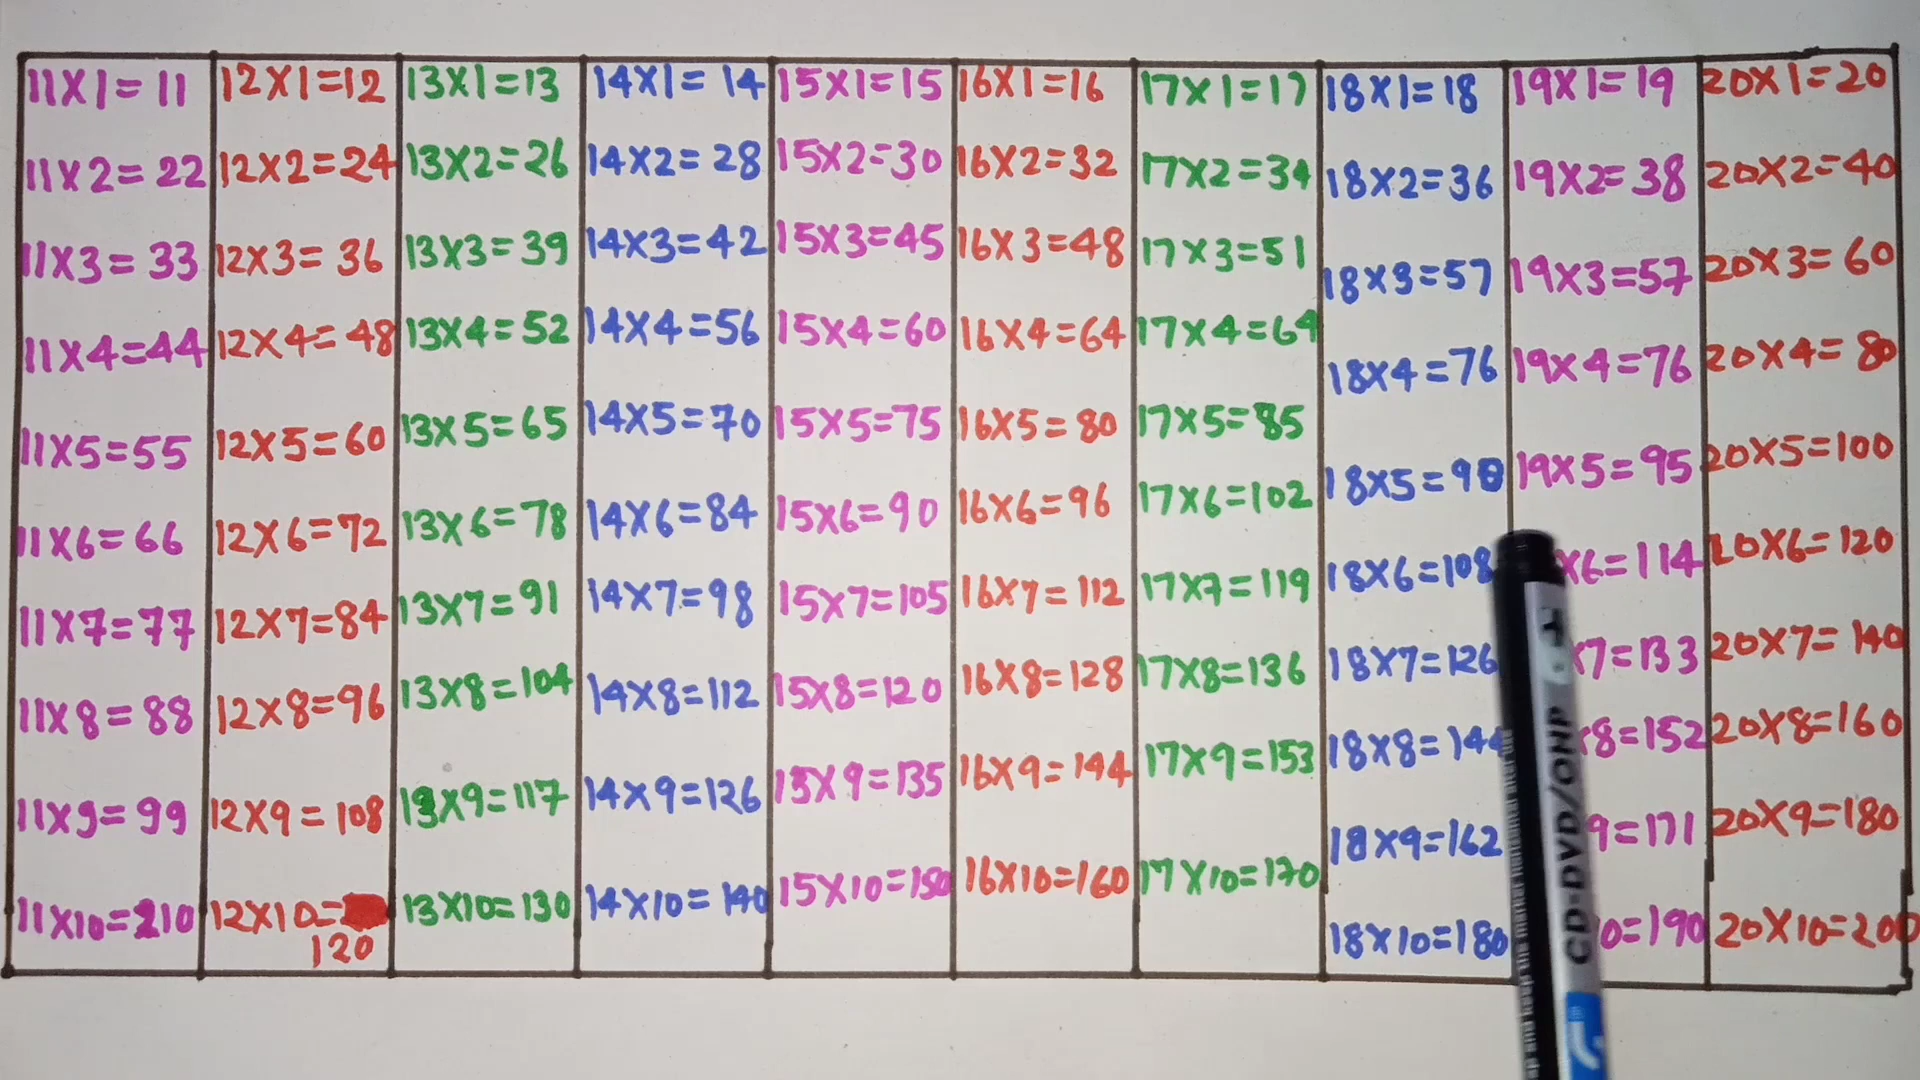 11X1=11 12X1=12 13X1=13 14X1=14 15X1=15 16X1=16 17X1=17 18X1=18 19X1=19 20X1=20
11X2=22 12X2=24 13X2=26 14X2=28 15X2=30 16X2=32 17X2=34 18X2=36 19X2=38 20X2=40
11X3=33 12X3=36 13X3=39 14X3=42 15X3=45 16X3=48 17X3=51 18X3=57 19X3=57 20X3=60
11X4=44 12X4=48 13X4=52 14X4=56 15X4=60 16X4=64 17X4=64 18X4=76 19X4=76 20X4=80
11X5=55 12X5=60 13X5=65 14X5=70 15X5=75 16X5=80 17X5=85 18X5=90 19X5=95 20X5=100
11X6=66 12X6=72 13X6=78 14X6=84 15X6=90 16X6=96 17X6=102 18X6=108 X6=114 20X6=120
11X7=77 12X7=84 13X7=91 14X7=98 15X7=105 16X7=112 17X7=119 18X7=126 X7=133 20X7=140
11X8=88 12X8=96 13X8=104 14X8=112 15X8=120 16X8=128 17X8=136 18X8=144 X8=152 20X8=160
11X9=99 12X9=108 13X9=117 14X9=126 15X9=135 16X9=144 17X9=153 18X9=162 9=171 20X9=180
11X10=210 12X10= 13X10=130 14X10=140 15X10=150 16X10=160 17X10=170 18X10=180 0=190 20X10=200
120
CD-DVD/OHP